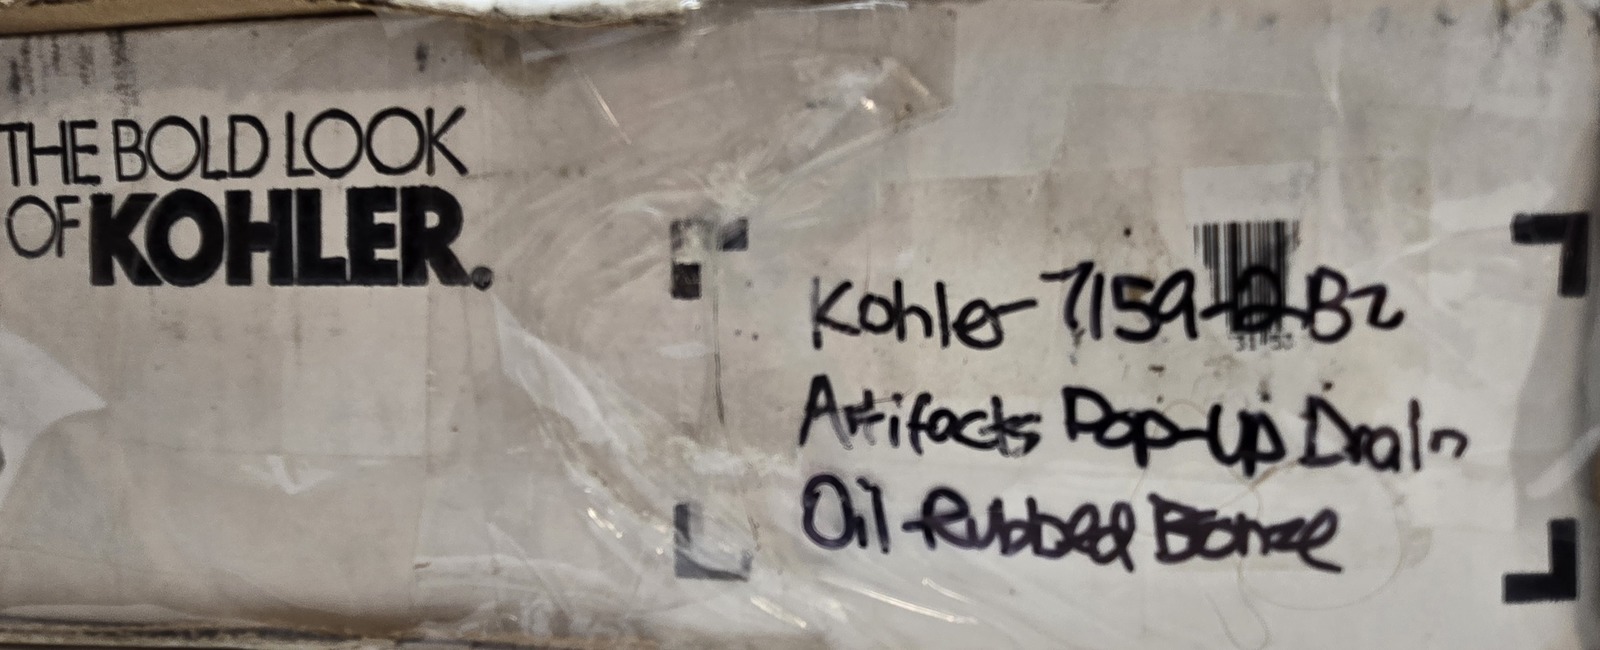 THE BOLD LOOK
OF KOHLER®
Kohler 7159-2-Bz
Artifacts Pop-Up Drain
Oil-Rubbed Bronze